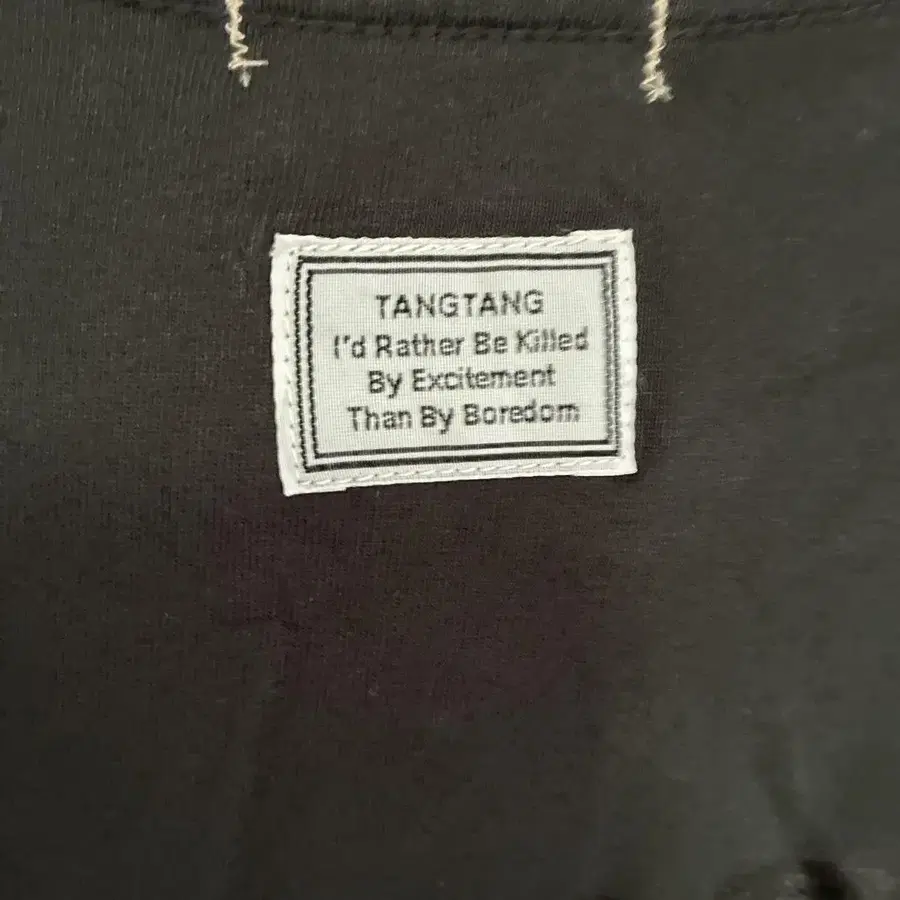 TANGTANG
I'd Rather Be Killed
By Excitement
Than By Boredom